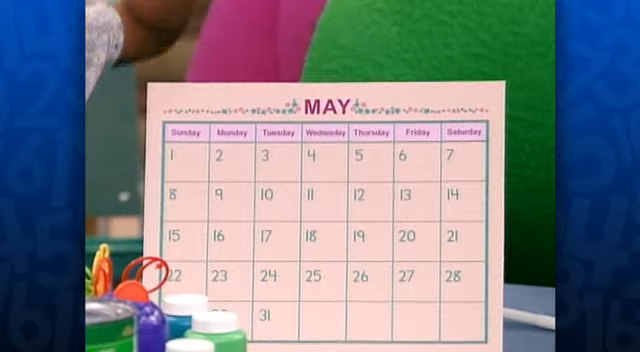 MAY
Sunday Monday Tuesday Wednesday Thursday Friday Saturday
1 2 3 4 5 6 7
8 9 10 11 12 13 14
15 16 17 18 19 20 21
22 23 24 25 26 27 28
31